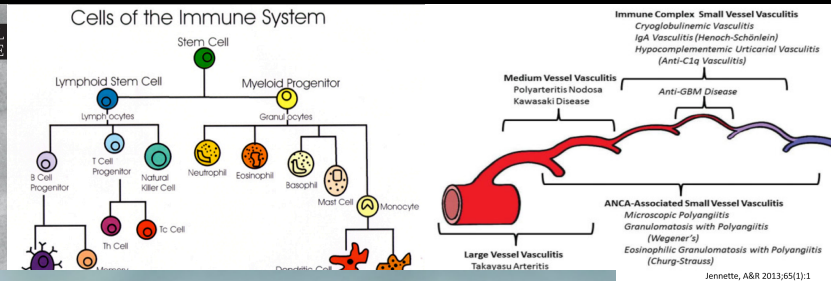 Cells of the Immune System
Stem Cell
Lymphoid Stem Cell
Myeloid Progenitor
Lymphocytes
Granulocytes
B Cell
Progenitor
T Cell
Progenitor
Natural
Killer Cell
Neutrophil
Eosinophil
Basophil
Mast Cell
Monocyte
Th Cell
Tc Cell
Memory
Dendritic Cell
Immune Complex Small Vessel Vasculitis
Cryoglobulinemic Vasculitis
IgA Vasculitis (Henoch-Schönlein)
Hypocomplementemic Urticarial Vasculitis
(Anti-C1q Vasculitis)
Medium Vessel Vasculitis
Polyarteritis Nodosa
Kawasaki Disease
Anti-GBM Disease
ANCA-Associated Small Vessel Vasculitis
Microscopic Polyangiitis
Granulomatosis with Polyangiitis
(Wegener's)
Eosinophilic Granulomatosis with Polyangiitis
(Churg-Strauss)
Large Vessel Vasculitis
Takayasu Arteritis
Jennette, A&R 2013;65(1):1